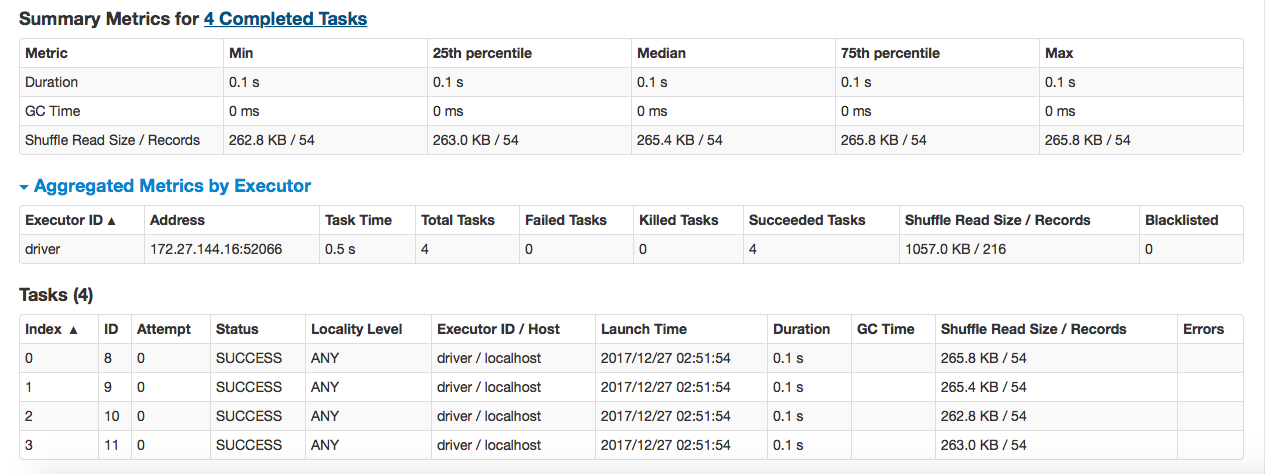 Summary Metrics for 4 Completed Tasks
Metric Min 25th percentile Median 75th percentile Max
Duration 0.1 s 0.1 s 0.1 s 0.1 s 0.1 s
GC Time 0 ms 0 ms 0 ms 0 ms 0 ms
Shuffle Read Size / Records 262.8 KB / 54 263.0 KB / 54 265.4 KB / 54 265.8 KB / 54 265.8 KB / 54
Aggregated Metrics by Executor
Executor ID ▲ Address Task Time Total Tasks Failed Tasks Killed Tasks Succeeded Tasks Shuffle Read Size / Records Blacklisted
driver 172.27.144.16:52066 0.5 s 4 0 0 4 1057.0 KB / 216 0
Tasks (4)
Index ▲ ID Attempt Status Locality Level Executor ID / Host Launch Time Duration GC Time Shuffle Read Size / Records Errors
0 8 0 SUCCESS ANY driver / localhost 2017/12/27 02:51:54 0.1 s 265.8 KB / 54
1 9 0 SUCCESS ANY driver / localhost 2017/12/27 02:51:54 0.1 s 265.4 KB / 54
2 10 0 SUCCESS ANY driver / localhost 2017/12/27 02:51:54 0.1 s 262.8 KB / 54
3 11 0 SUCCESS ANY driver / localhost 2017/12/27 02:51:54 0.1 s 263.0 KB / 54